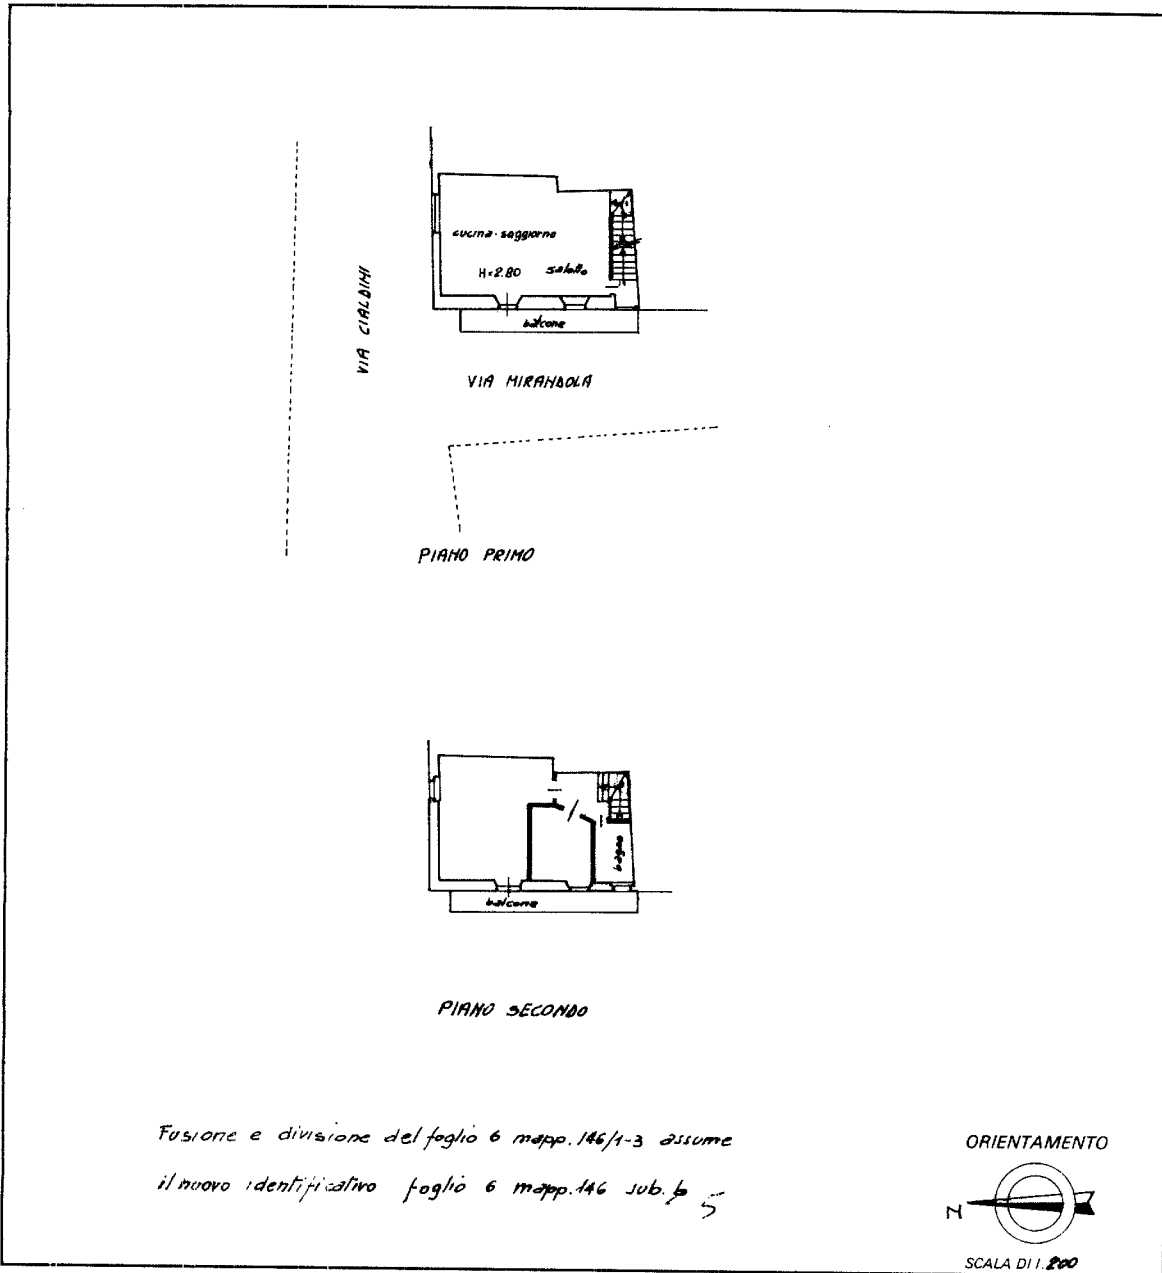 cucina-saggiorno
H=2.80 salotto
balcone
VIA CIALDINI
VIA MIRANDOLA
PIANO PRIMO
bagno
balcone
PIANO SECONDO
Fusione e divisione del foglio 6 mapp. 146/1-3 assume
il nuovo identificativo foglio 6 mapp. 146 sub. 5
ORIENTAMENTO
N
SCALA DI 1: 200